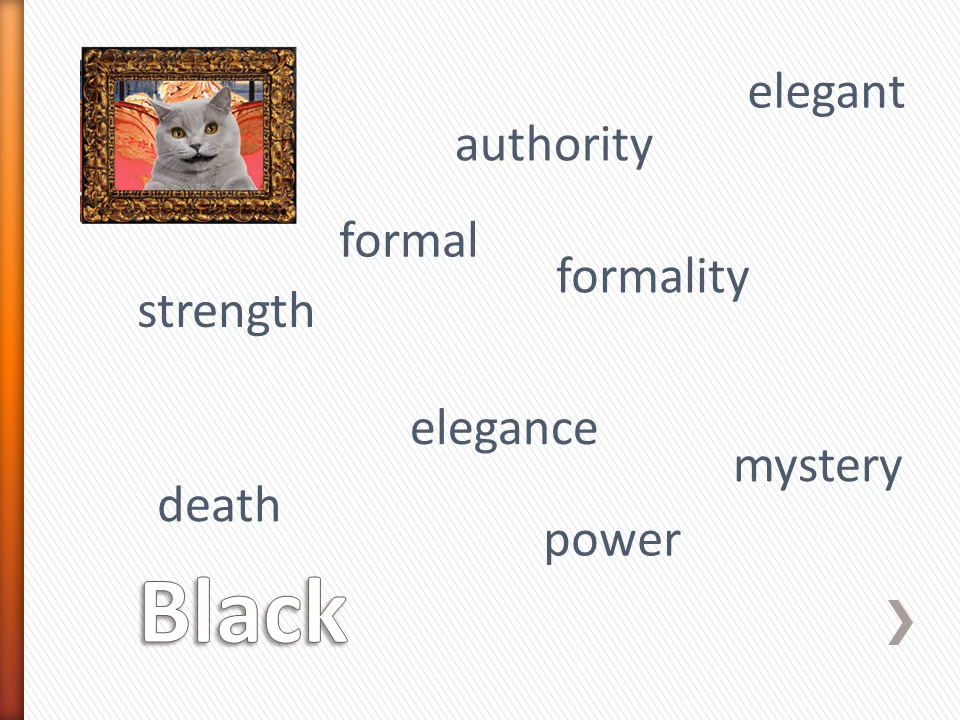 elegant
authority
formal
formality
strength
elegance
mystery
death
power
Black